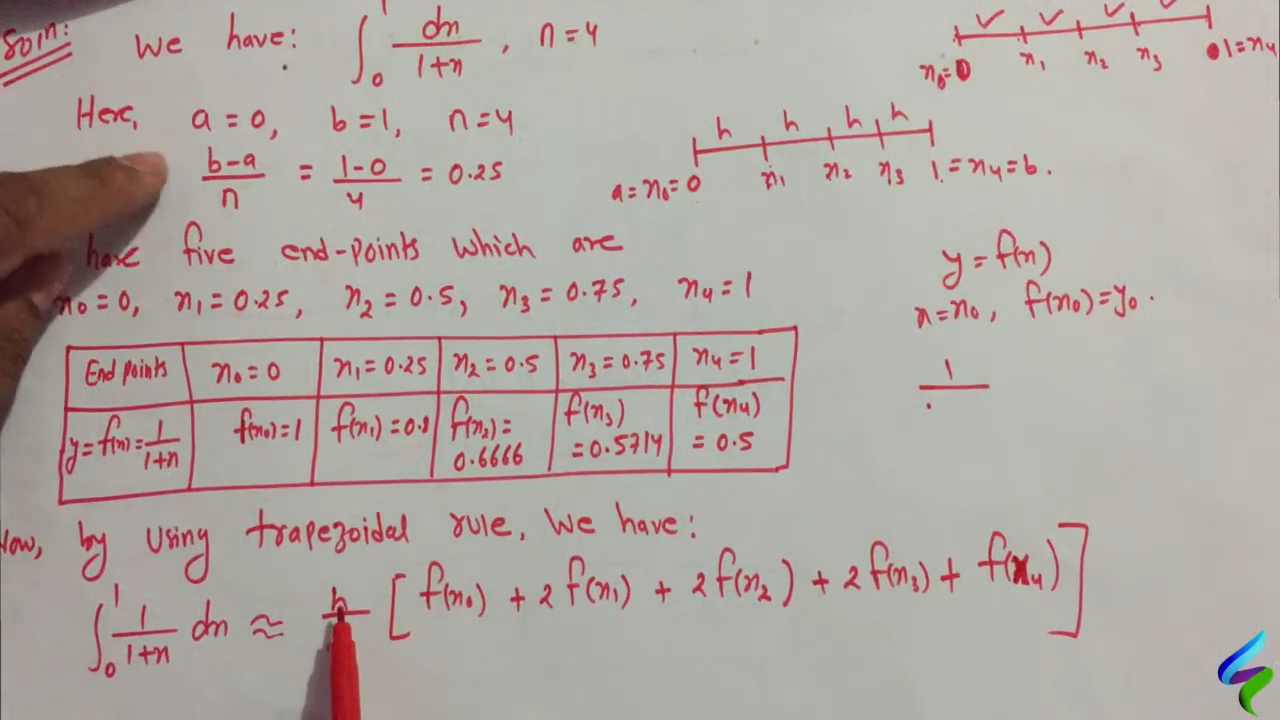 Soln:
We have: ∫₀¹ dx/(1+x), n=4
x₀=0 x₁ x₂ x₃ 1=x₄
Here, a=0, b=1, n=4
h h h h
a=x₀=0 x₁ x₂ x₃ 1=x₄=b.
(b-a)/n = (1-0)/4 = 0.25
have five end-points which are
x₀=0, x₁=0.25, x₂=0.5, x₃=0.75, x₄=1
y=f(x)
x=x₀, f(x₀)=y₀.
1
End points x₀=0 x₁=0.25 x₂=0.5 x₃=0.75 x₄=1
y=f(x)=1/(1+x) f(x₀)=1 f(x₁)=0.8 f(x₂)=0.6666 f(x₃)=0.5714 f(x₄)=0.5
Now, by using trapezoidal rule, we have:
∫₀¹ 1/(1+x) dx ≈ h [f(x₀) + 2f(x₁) + 2f(x₂) + 2f(x₃) + f(x₄)]